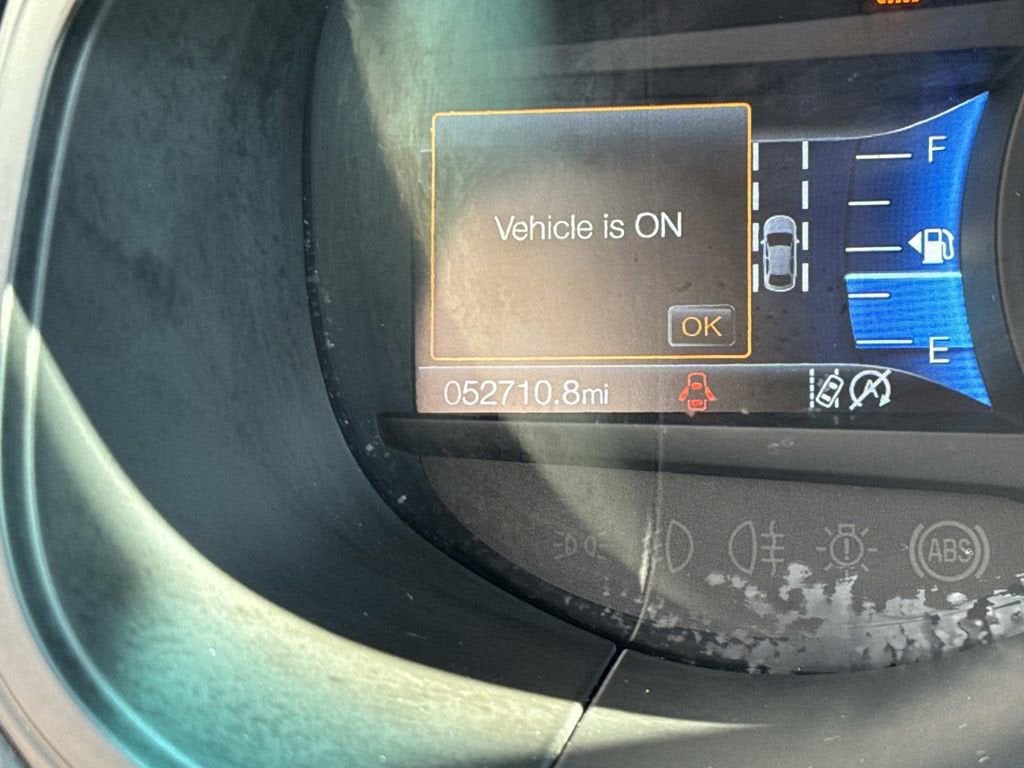 F
Vehicle is ON
OK
E
052710.8mi
A
ABS